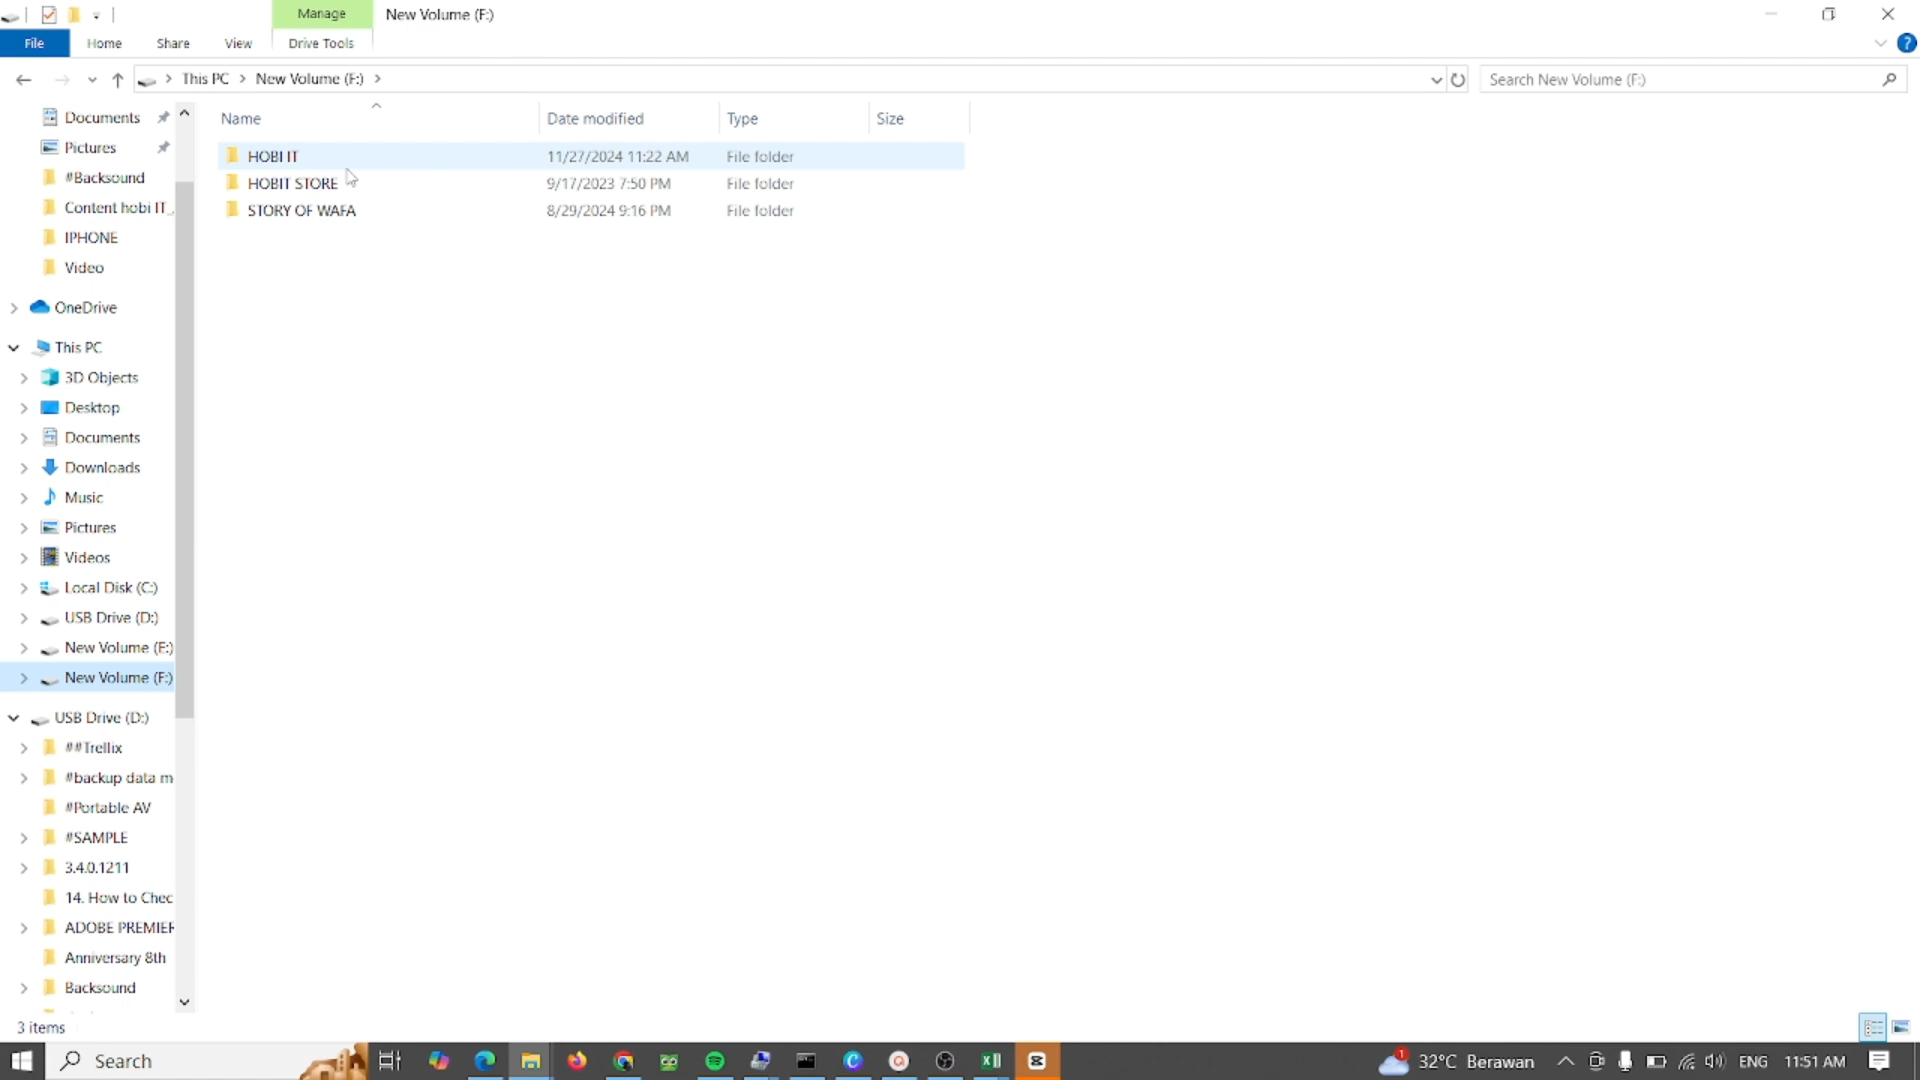 Manage
New Volume (F:)
File
Home
Share
View
Drive Tools
This PC
New Volume (F:)
Search New Volume (F:)
Name
Date modified
Type
Size
HOBI IT
11/27/2024 11:22 AM
File folder
HOBIT STORE
9/17/2023 7:50 PM
File folder
STORY OF WAFA
8/29/2024 9:16 PM
File folder
Documents
Pictures
#Backsound
Content hobi IT_
IPHONE
Video
OneDrive
This PC
3D Objects
Desktop
Documents
Downloads
Music
Pictures
Videos
Local Disk (C:)
USB Drive (D:)
New Volume (E:)
New Volume (F:)
USB Drive (D:)
##Trellix
#backup data m
#Portable AV
#SAMPLE
3.4.0.1211
14. How to Chec
ADOBE PREMIER
Anniversary 8th
Backsound
3 items
Search
1
32°C Berawan
ENG
11:51 AM